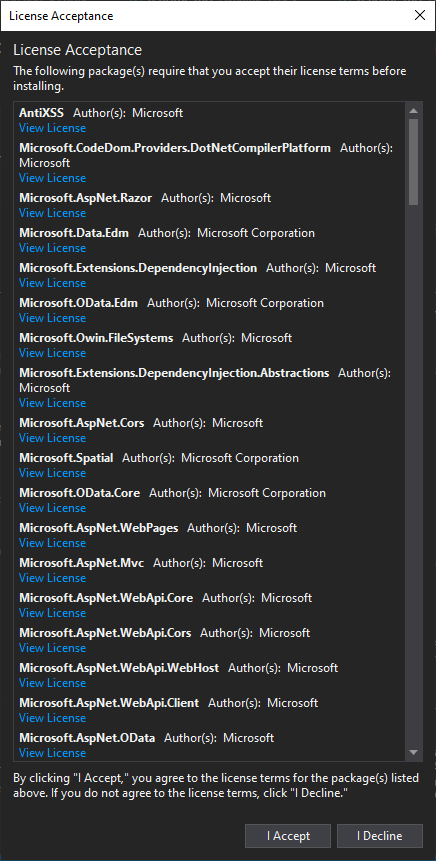 License Acceptance
License Acceptance
The following package(s) require that you accept their license terms before
installing.
AntiXSS Author(s): Microsoft
View License
Microsoft.CodeDom.Providers.DotNetCompilerPlatform Author(s):
Microsoft
View License
Microsoft.AspNet.Razor Author(s): Microsoft
View License
Microsoft.Data.Edm Author(s): Microsoft Corporation
View License
Microsoft.Extensions.DependencyInjection Author(s): Microsoft
View License
Microsoft.OData.Edm Author(s): Microsoft Corporation
View License
Microsoft.Owin.FileSystems Author(s): Microsoft
View License
Microsoft.Extensions.DependencyInjection.Abstractions Author(s):
Microsoft
View License
Microsoft.AspNet.Cors Author(s): Microsoft
View License
Microsoft.Spatial Author(s): Microsoft Corporation
View License
Microsoft.OData.Core Author(s): Microsoft Corporation
View License
Microsoft.AspNet.WebPages Author(s): Microsoft
View License
Microsoft.AspNet.Mvc Author(s): Microsoft
View License
Microsoft.AspNet.WebApi.Core Author(s): Microsoft
View License
Microsoft.AspNet.WebApi.Cors Author(s): Microsoft
View License
Microsoft.AspNet.WebApi.WebHost Author(s): Microsoft
View License
Microsoft.AspNet.WebApi.Client Author(s): Microsoft
View License
Microsoft.AspNet.OData Author(s): Microsoft
View License
By clicking "I Accept," you agree to the license terms for the package(s) listed
above. If you do not agree to the license terms, click "I Decline."
I Accept I Decline